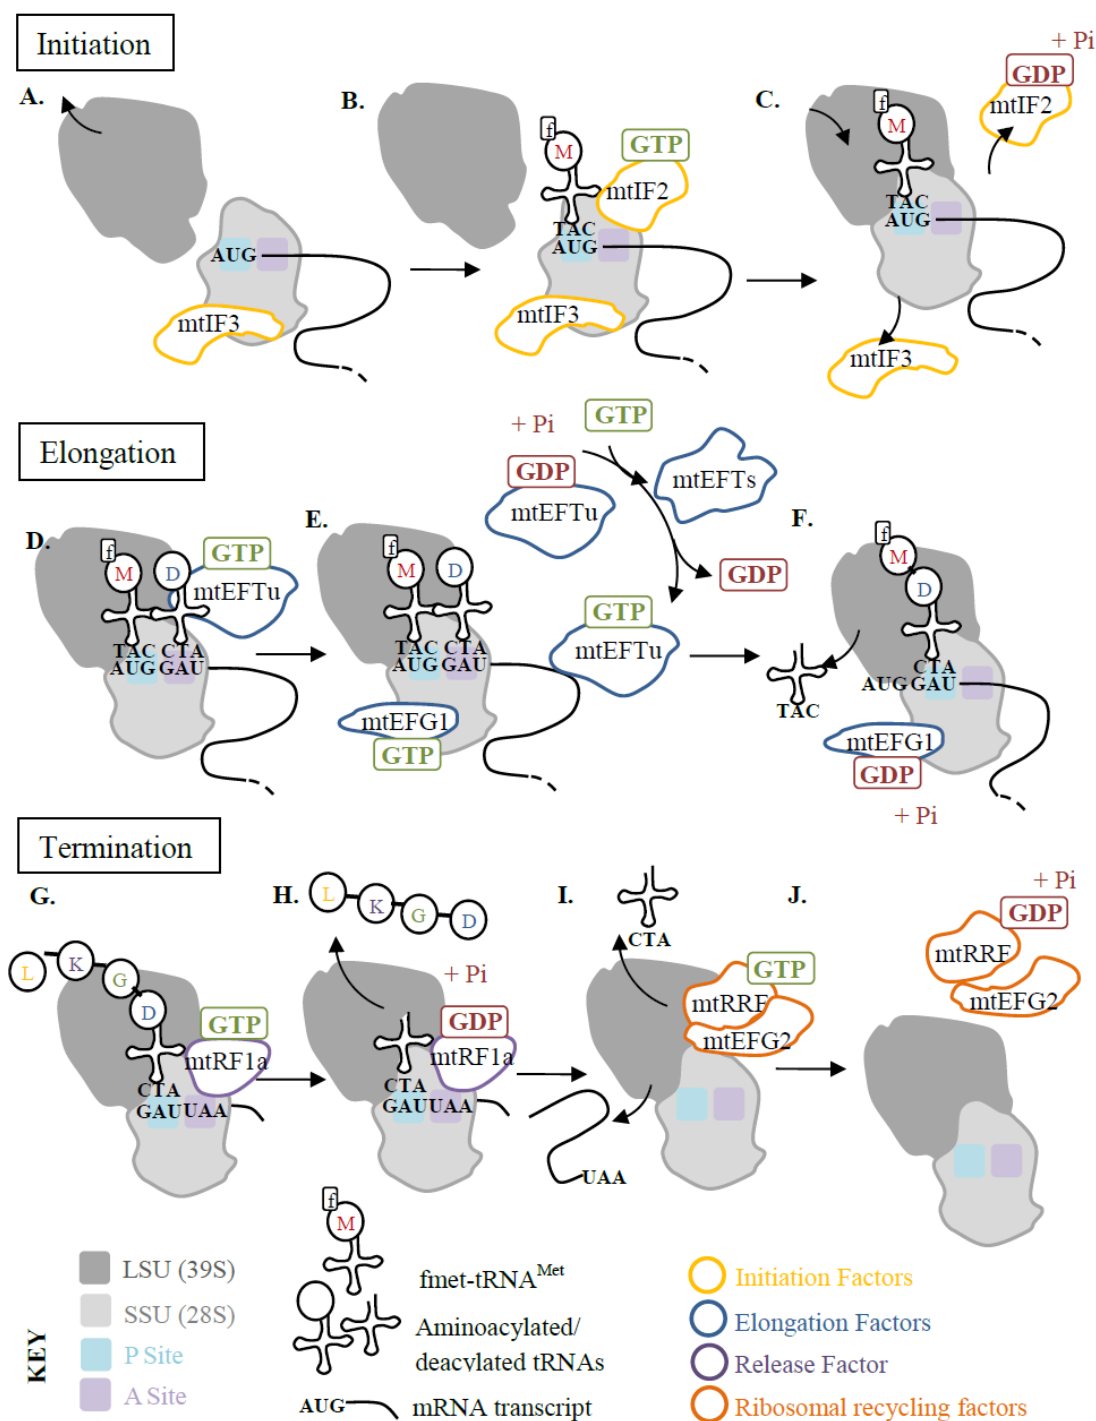 Initiation
+ Pi
A.
B.
C.
GDP
mtIF2
f
M
GTP
mtIF2
f
M
TAC
AUG
AUG
TAC
AUG
mtIF3
mtIF3
mtIF3
Elongation
+ Pi
GTP
GDP
mtEFTu
mtEFTs
GDP
D.
f
M
D
GTP
mtEFTu
TAC CTA
AUG GAU
E.
f
M
D
TAC CTA
AUG GAU
GTP
mtEFTu
mtEFG1
GTP
F.
f
M
D
CTA
AUG GAU
TAC
mtEFG1
GDP
+ Pi
Termination
G.
L
K
G
D
GTP
mtRF1a
CTA
GAUUAA
H.
L
K
G
D
+ Pi
GDP
mtRF1a
CTA
GAUUAA
I.
CTA
GTP
mtRRF
mtEFG2
UAA
J.
+ Pi
GDP
mtRRF
mtEFG2
KEY
LSU (39S)
SSU (28S)
P Site
A Site
f
M
fmet-tRNAMet
Aminoacylated/
deacylated tRNAs
AUG
mRNA transcript
Initiation Factors
Elongation Factors
Release Factor
Ribosomal recycling factors